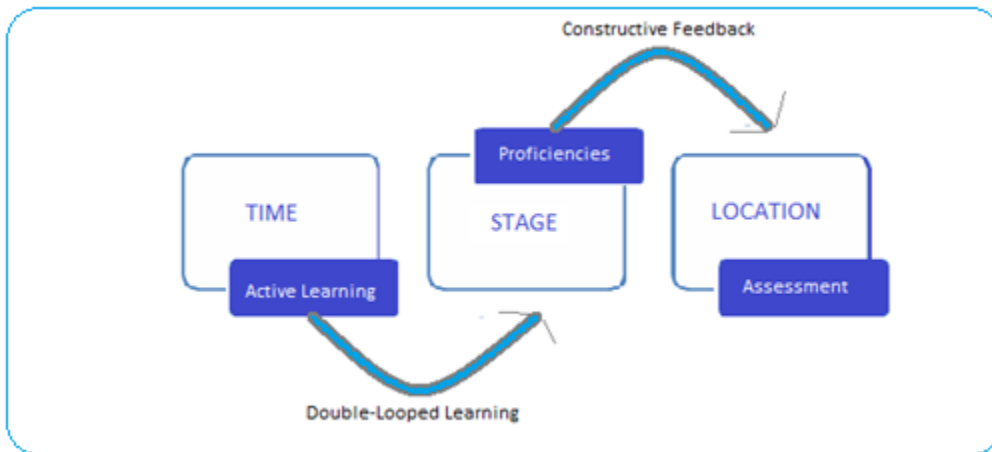 Constructive Feedback
Proficiencies
TIME
STAGE
LOCATION
Active Learning
Assessment
Double-Looped Learning